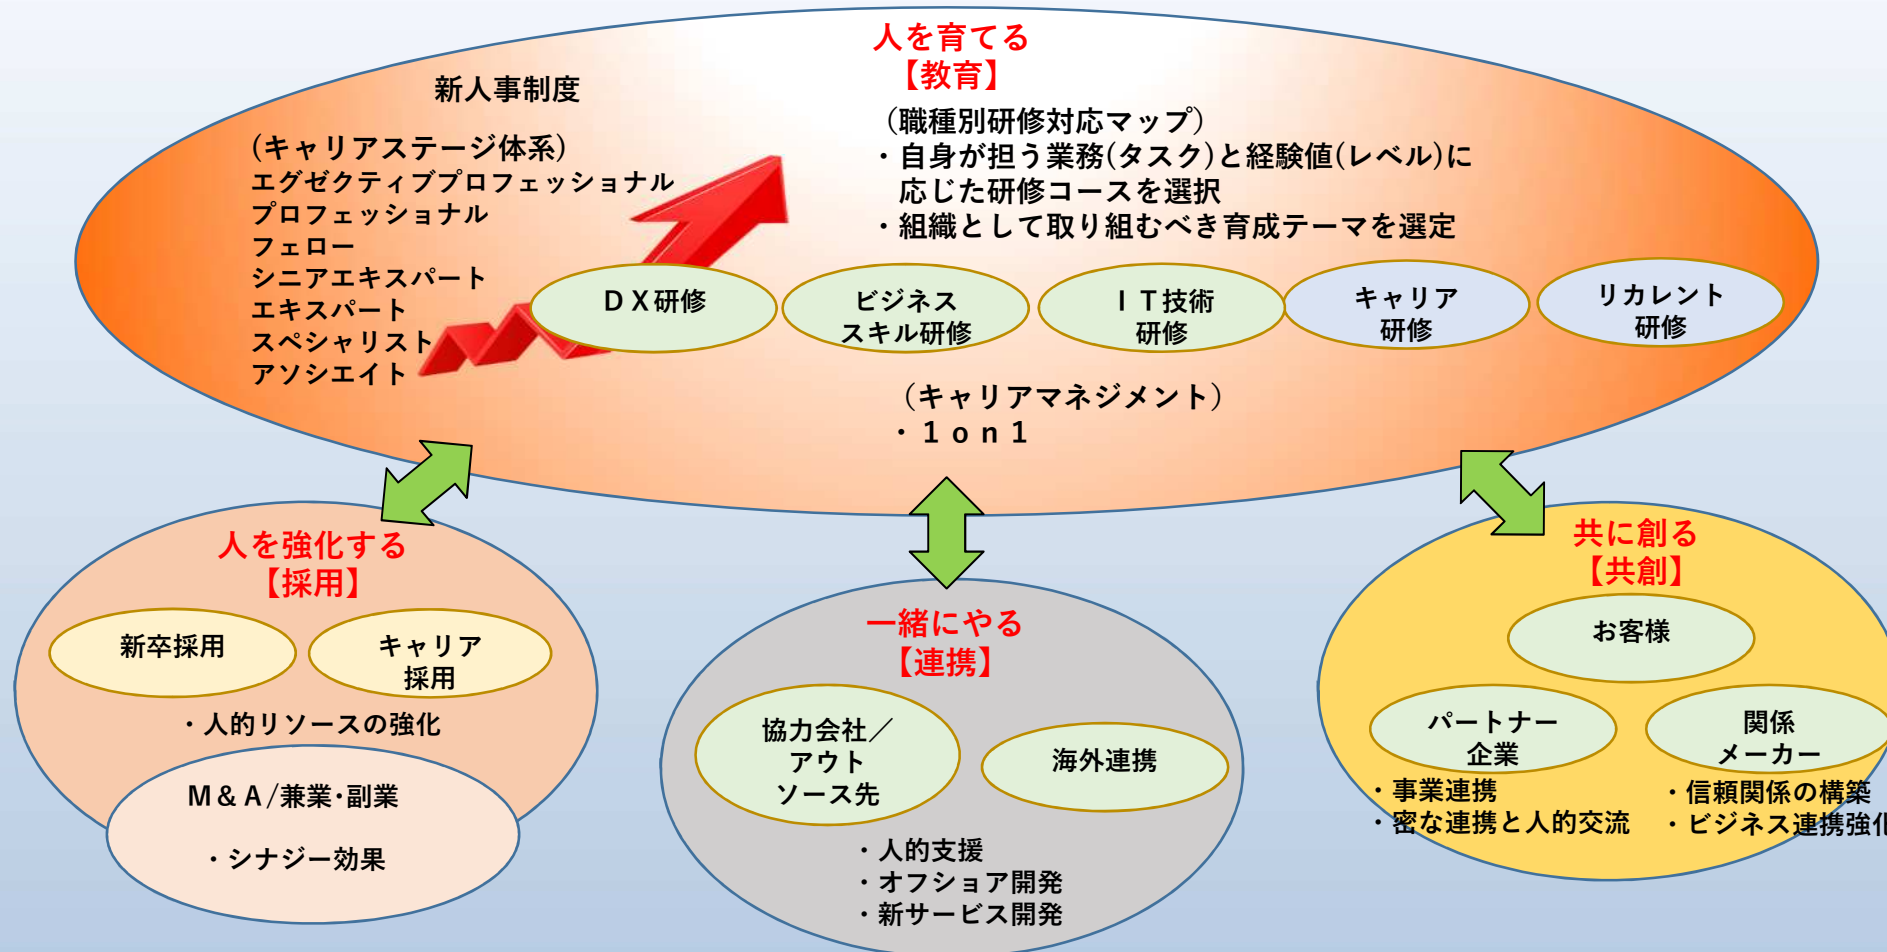 人を育てる
【教育】
新人事制度
(キャリアステージ体系)
エグゼクティブプロフェッショナル
プロフェッショナル
フェロー
シニアエキスパート
エキスパート
スペシャリスト
アソシエイト
（職種別研修対応マップ）
・自身が担う業務(タスク)と経験値(レベル)に
応じた研修コースを選択
・組織として取り組むべき育成テーマを選定
ＤＸ研修
ビジネス
スキル研修
ＩＴ技術
研修
キャリア
研修
リカレント
研修
（キャリアマネジメント）
・１ｏｎ１
人を強化する
【採用】
新卒採用
キャリア
採用
・人的リソースの強化
Ｍ＆Ａ/兼業・副業
・シナジー効果
一緒にやる
【連携】
協力会社／
アウト
ソース先
海外連携
・人的支援
・オフショア開発
・新サービス開発
共に創る
【共創】
お客様
パートナー
企業
関係
メーカー
・事業連携
・密な連携と人的交流
・信頼関係の構築
・ビジネス連携強化